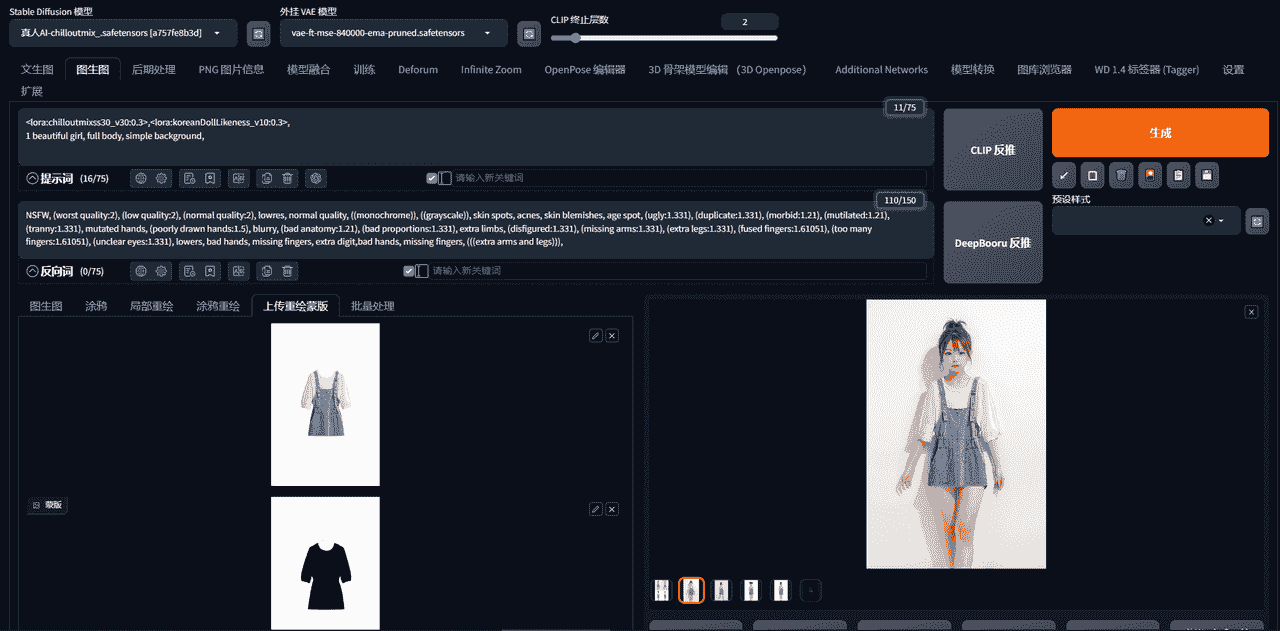 Stable Diffusion 模型
外挂 VAE 模型
CLIP 终止层数
2
真人AI-chilloutmix_.safetensors [a757fe8b3d]
vae-ft-mse-840000-ema-pruned.safetensors
文生图 图生图 后期处理 PNG 图片信息 模型融合 训练 Deforum Infinite Zoom OpenPose 编辑器 3D 骨架模型编辑 （3D Openpose） Additional Networks 模型转换 图库浏览器 WD 1.4 标签器 (Tagger) 设置
扩展
11/75
<lora:chilloutmixss30_v30:0.3>,<lora:koreanDollLikeness_v10:0.3>,
1 beautiful girl, full body, simple background,
提示词 (16/75)
请输入新关键词
110/150
NSFW, (worst quality:2), (low quality:2), (normal quality:2), lowres, normal quality, ((monochrome)), ((grayscale)), skin spots, acnes, skin blemishes, age spot, (ugly:1.331), (duplicate:1.331), (morbid:1.21), (mutilated:1.21),
(tranny:1.331), mutated hands, (poorly drawn hands:1.5), blurry, (bad anatomy:1.21), (bad proportions:1.331), extra limbs, (disfigured:1.331), (missing arms:1.331), (extra legs:1.331), (fused fingers:1.61051), (too many
fingers:1.61051), (unclear eyes:1.331), lowers, bad hands, missing fingers, extra digit,bad hands, missing fingers, (((extra arms and legs))),
反向词 (0/75)
请输入新关键词
CLIP 反推
DeepBooru 反推
生成
预设样式
图生图 涂鸦 局部重绘 涂鸦重绘 上传重绘蒙版 批量处理
蒙版